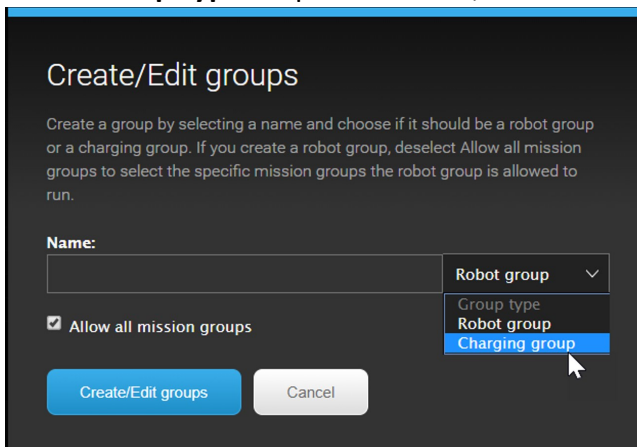 Create/Edit groups
Create a group by selecting a name and choose if it should be a robot group
or a charging group. If you create a robot group, deselect Allow all mission
groups to select the specific mission groups the robot group is allowed to
run.
Name:
Robot group
Group type
Robot group
Charging group
Allow all mission groups
Create/Edit groups
Cancel